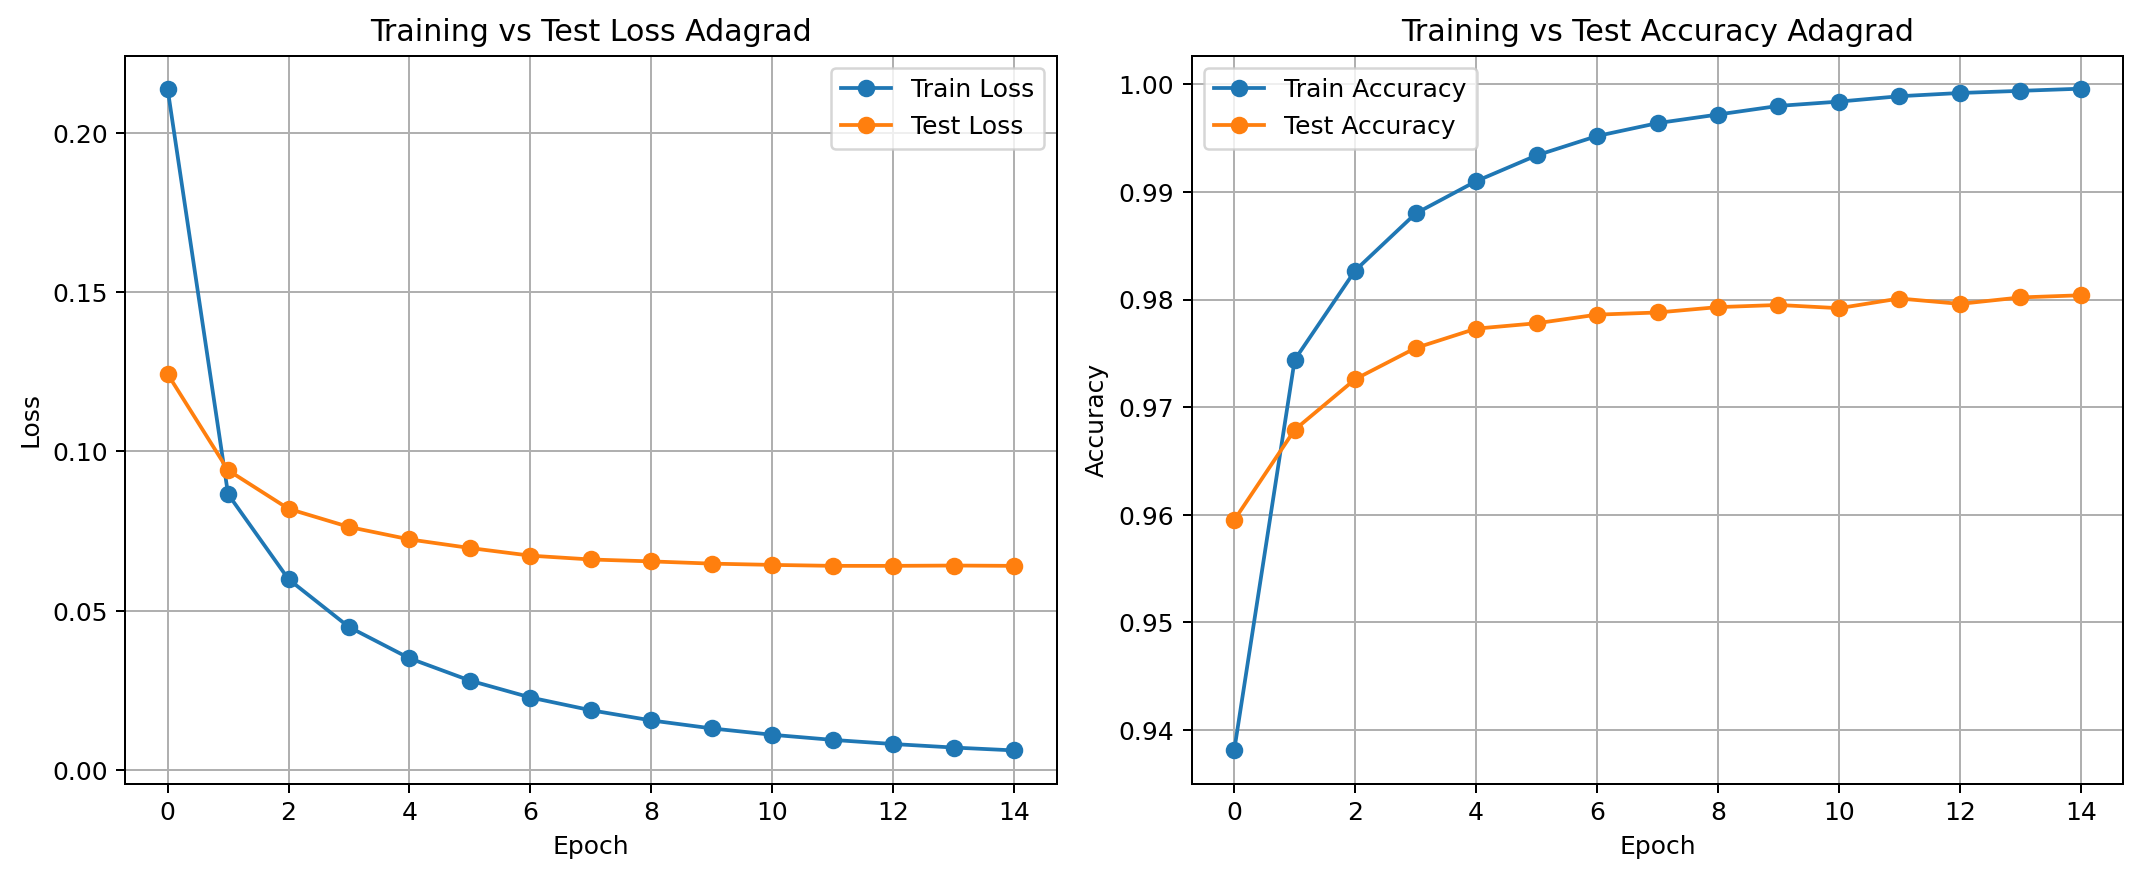 Training vs Test Loss Adagrad
Train Loss
Test Loss
Loss
0.20
0.15
0.10
0.05
0.00
0 2 4 6 8 10 12 14
Epoch
Training vs Test Accuracy Adagrad
Train Accuracy
Test Accuracy
Accuracy
1.00
0.99
0.98
0.97
0.96
0.95
0.94
0 2 4 6 8 10 12 14
Epoch